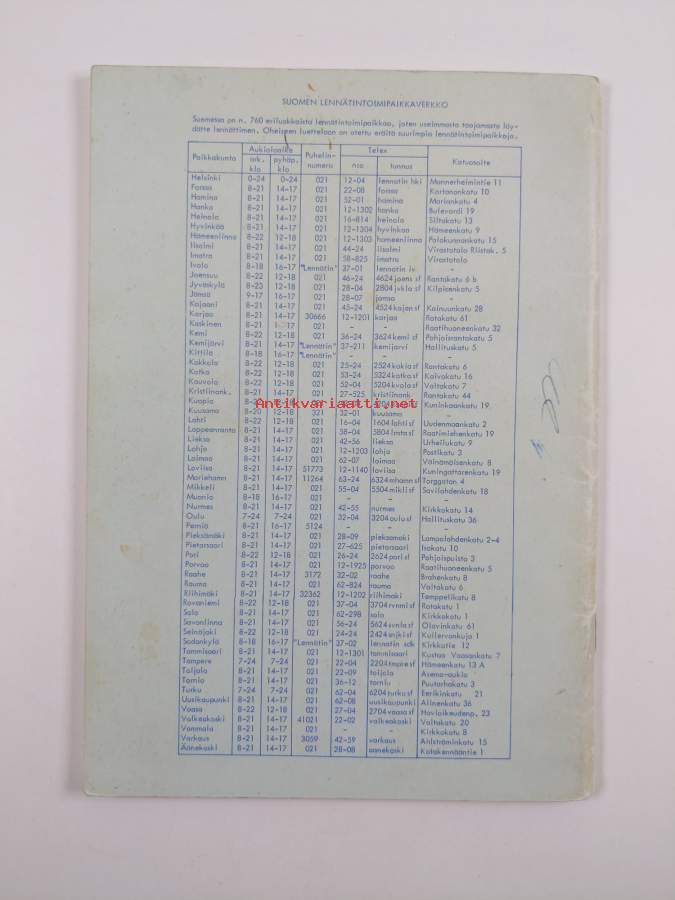 SUOMEN LENNÄTINTOIMIPAIKKAVERKKO
Suomessa on n. 760 eriluokkaista lennätintoimipaikkaa, joten useimmasta taajamasta löy-
dätte lennättimen. Oheiseen luetteloon on otettu eräitä suurimpia lennätintoimipaikkoja.
Paikkakunta Aukioloaika ark. klo pyhäp. klo Puhelin- numero Telex n:o tunnus Katuosoite
Helsinki 0-24 0-24 021 12-04 lennätin hki Mannerheimintie 11
Forssa 8-21 14-17 021 22-08 forssa Kartanonkatu 10
Hamina 8-21 14-17 021 52-01 hamina Mariankatu 4
Hanko 8-21 14-17 021 12-1302 hanko Bulevardi 19
Heinola 8-21 14-17 021 16-814 heinola Siltakatu 13
Hyvinkää 8-21 14-17 021 12-1304 hyvinkaa Hämeenkatu 9
Hämeenlinna 8-22 12-18 021 12-1303 hameenlinna Palokunnankatu 15
Iisalmi 8-21 14-17 021 44-24 iisalmi Virastotalo Riistak. 5
Imatra 8-21 14-17 021 58-825 imatra Virastotalo
Ivalo 8-18 16-17 "Lennätin" 37-01 lennatin iv -
Joensuu 8-22 12-18 021 46-24 4624 joens sf Rantakatu 6 b
Jyväskylä 8-23 12-18 021 28-04 2804 jvkla sf Kilpisenkatu 5
Jämsä 9-17 16-17 021 28-07 jamsa -
Kajaani 8-21 14-17 021 45-24 4524 kajan sf Kainuunkatu 28
Karjaa 8-21 14-17 30666 12-1201 karjaa Ratakatu 61
Kaskinen 8-21 14-17 021 - - Raatihuoneenkatu 32
Kemi 8-22 12-18 021 36-24 3624 kemi sf Pohjoisrantakatu 5
Kemijärvi 8-21 14-17 "Lennätin" 37-211 kemijarvi Hallituskatu 5
Kittilä 8-18 16-17 "Lennätin" - - -
Kokkola 8-22 12-18 021 25-24 2524 kokla sf Rantakatu 6
Kotka 8-22 12-18 021 53-24 5324 kotka sf Kaivokatu 16
Kouvola 8-22 12-18 021 52-04 5204 kvola sf Valtakatu 7
Kristiinank. 8-21 14-17 021 27-525 kristiinank Rantakatu 44
Kuopio Kuninkaankatu 19
Antikvariaatti.net
Kuusamo 8-20 12-18 321 32-01 kuusamo -
Lahti 8-22 12-18 021 16-04 1604 lahti sf Uudenmaankatu 2
Lappeenranta 8-21 14-17 021 58-04 5804 lrnta sf Raatimiehenkatu 19
Lieksa 8-21 14-17 021 42-56 lieksa Urheilukatu 9
Lohja 8-21 14-17 021 12-1203 lohja Postikatu 3
Loimaa 8-21 14-17 021 62-07 loimaa Väinämöisenkatu 8
Loviisa 8-21 14-17 51773 12-1140 loviisa Kuningattarenkatu 19
Mariehamn 8-21 14-17 11264 63-24 6324 mhamn sf Torggatan 4
Mikkeli 8-21 14-17 021 55-04 5504 mikli sf Savilahdenkatu 18
Muonio 8-18 16-17 021 - - -
Nurmes 8-21 14-17 021 42-55 nurmes Kirkkokatu 14
Oulu 7-24 7-24 021 32-04 3204 oulu sf Hallituskatu 36
Perniö 8-21 16-17 5124 - - -
Pieksämäki 8-21 14-17 021 28-09 pieksamaki Lampolahdenkatu 2-4
Pietarsaari 8-21 14-17 021 27-625 pietarsaari Isokatu 10
Pori 8-22 12-18 021 26-24 2624 pori sf Pohjoispuisto 3
Porvoo 8-21 14-17 021 12-1925 porvoo Raatihuoneenkatu 5
Raahe 8-21 14-17 3172 32-02 raahe Brahenkatu 8
Rauma 8-21 14-17 021 62-824 rauma Valtakatu 6
Riihimäki 8-21 14-17 32362 12-1202 riihimaki Temppelikatu 8
Rovaniemi 8-22 12-18 021 37-04 3704 rvnmi sf Rotakatu 1
Salo 8-21 14-17 021 62-298 salo Kirkkokatu 1
Savonlinna 8-21 14-17 021 56-24 5624 svnla sf Olavinkatu 61
Seinäjoki 8-22 12-18 021 24-24 2424 snjki sf Kullervonkuja 1
Sodankylä 8-18 16-17 "Lennätin" 37-02 lennatin sdk Kirkkotie 12
Tammisaari 8-21 14-17 021 12-1301 tammisaari Kustaa Vaasankatu 7
Tampere 7-24 7-24 021 22-04 2204 tmpre sf Hämeenkatu 13 A
Toijala 8-21 14-17 021 22-09 toijala Asema-aukio
Tornio 8-21 14-17 021 36-12 tornio Puutarhakatu 3
Turku 7-24 7-24 021 62-04 6204 turku sf Eerikinkatu 21
Uusikaupunki 8-21 14-17 021 62-08 uusikaupunki Alinenkatu 36
Vaasa 8-22 12-18 021 27-04 2704 vaasa sf Hovioikeudenp. 23
Valkeakoski 8-21 14-17 41021 22-02 valkeakoski Valtakatu 20
Vammala 8-21 14-17 021 - - Kirkkokatu 8
Varkaus 8-21 14-17 3059 42-59 varkaus Ahlströminkatu 15
Äänekoski 8-21 14-17 021 28-08 aanekoski Kotakennääntie 1